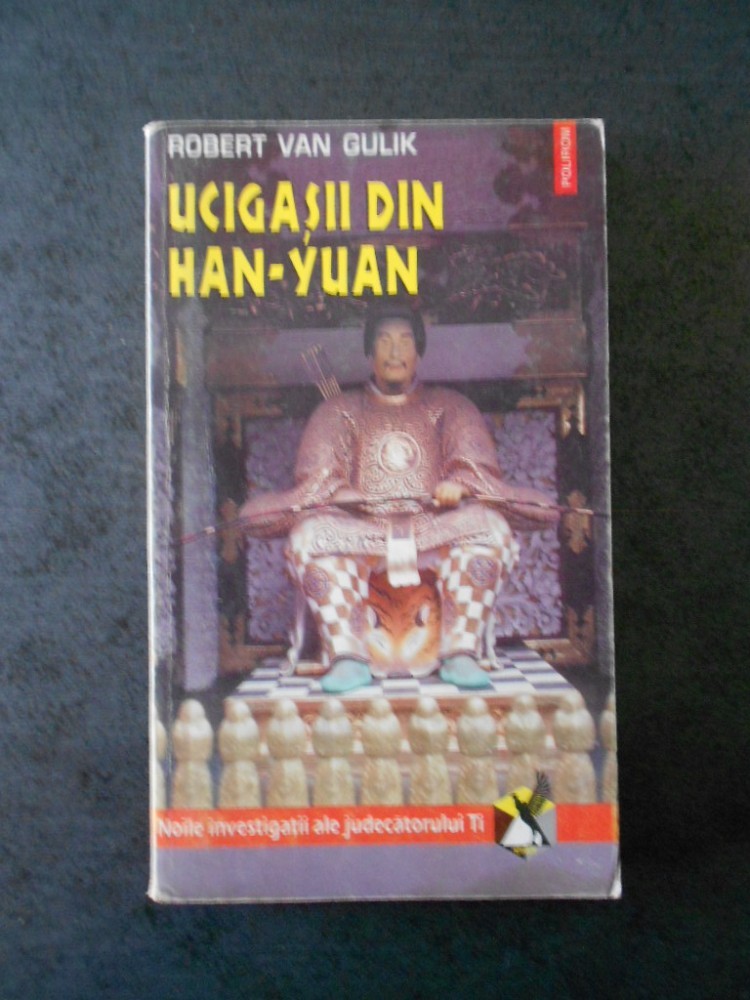 ROBERT VAN GULIK
POLIROM
UCIGAȘII DIN
HAN-YUAN
Noile investigații ale judecătorului Ti